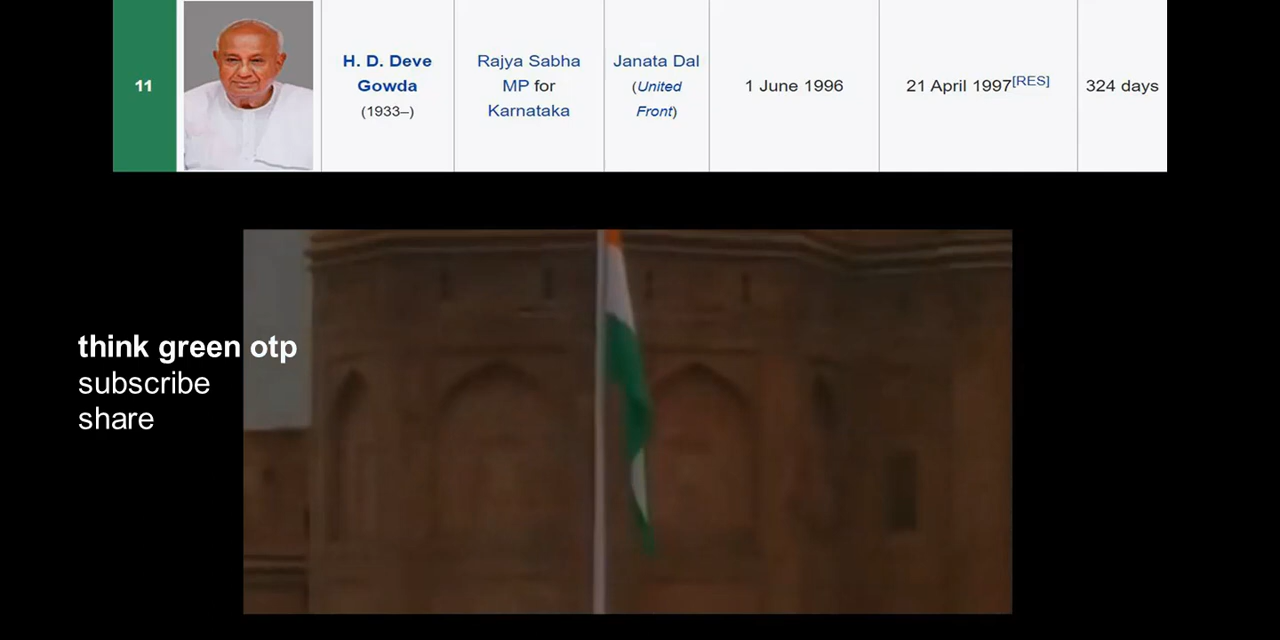 11
H. D. Deve
Gowda
(1933–)
Rajya Sabha
MP for
Karnataka
Janata Dal
(United
Front)
1 June 1996
21 April 1997[RES]
324 days
think green otp
subscribe
share